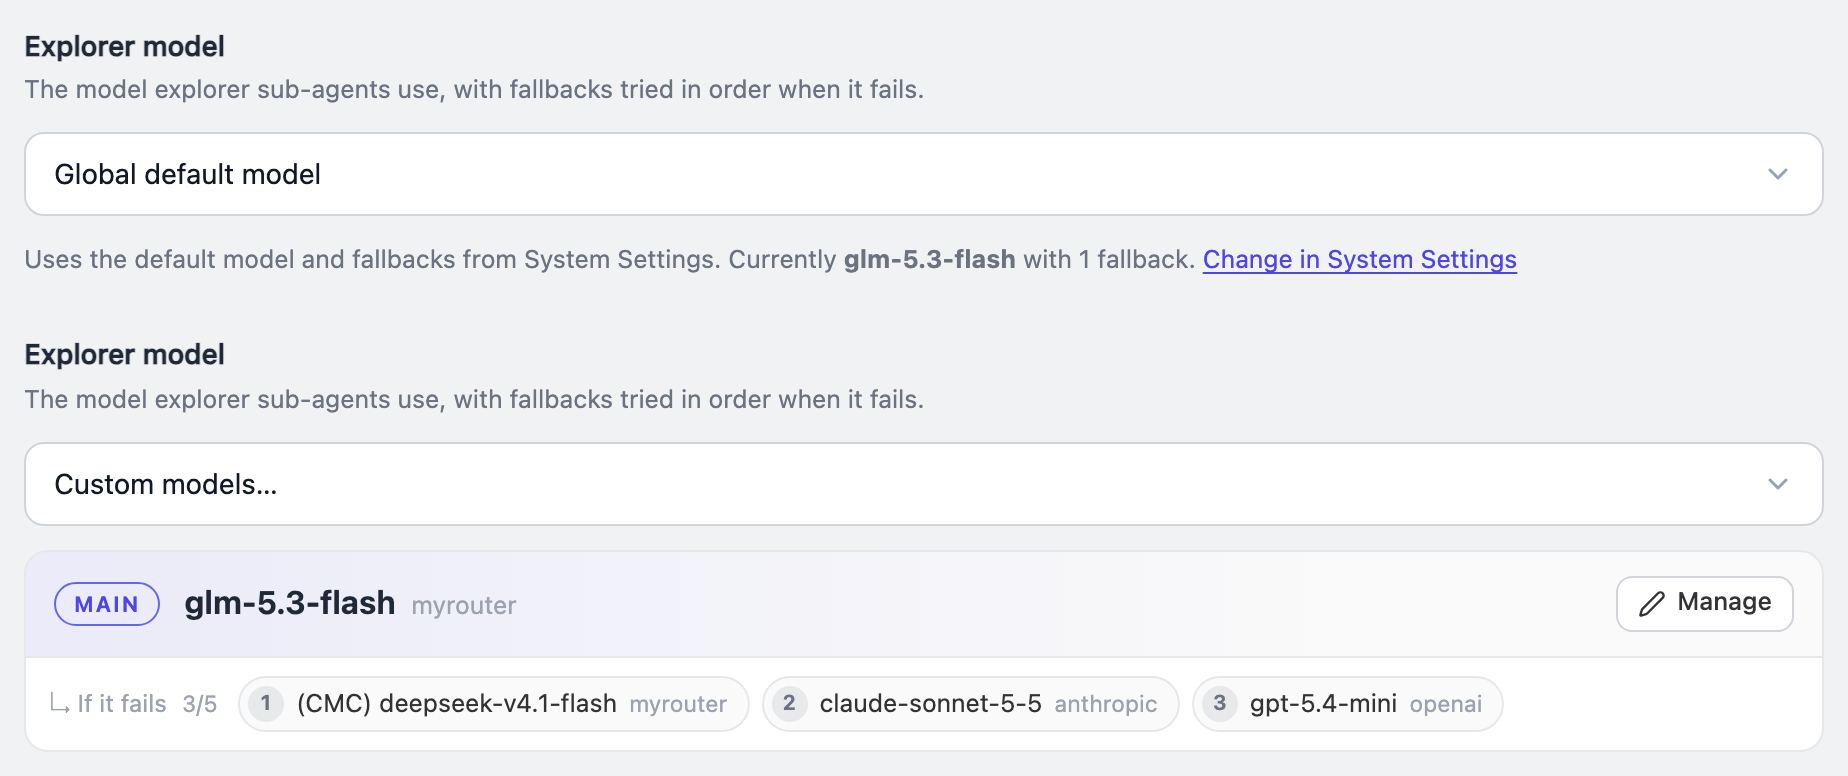 Explorer model
The model explorer sub-agents use, with fallbacks tried in order when it fails.
Global default model
Uses the default model and fallbacks from System Settings. Currently glm-5.3-flash with 1 fallback. Change in System Settings
Explorer model
The model explorer sub-agents use, with fallbacks tried in order when it fails.
Custom models...
MAIN glm-5.3-flash myrouter Manage
If it fails 3/5 1 (CMC) deepseek-v4.1-flash myrouter 2 claude-sonnet-5-5 anthropic 3 gpt-5.4-mini openai